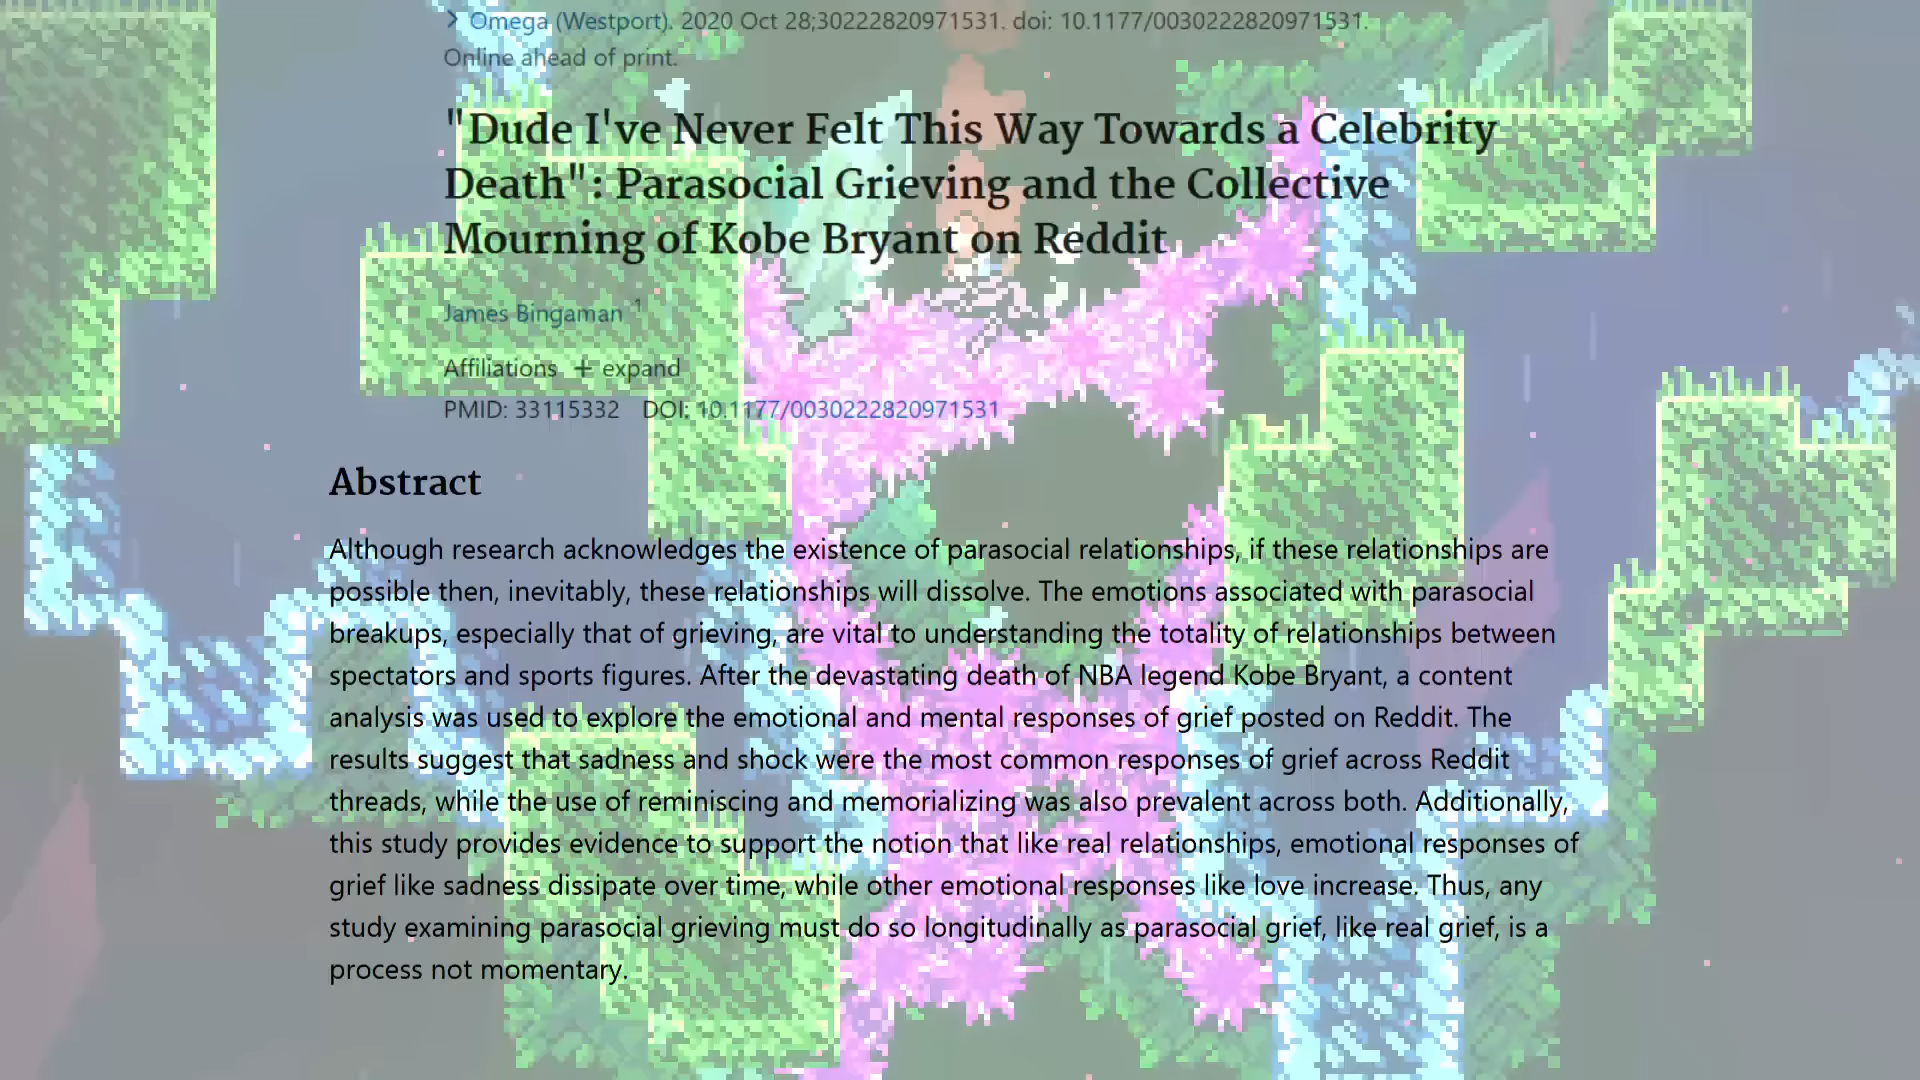 > Omega (Westport). 2020 Oct 28;30222820971531. doi: 10.1177/0030222820971531.
Online ahead of print.
"Dude I've Never Felt This Way Towards a Celebrity
Death": Parasocial Grieving and the Collective
Mourning of Kobe Bryant on Reddit
James Bingaman 1
Affiliations + expand
PMID: 33115332 DOI: 10.1177/0030222820971531
Abstract
Although research acknowledges the existence of parasocial relationships, if these relationships are
possible then, inevitably, these relationships will dissolve. The emotions associated with parasocial
breakups, especially that of grieving, are vital to understanding the totality of relationships between
spectators and sports figures. After the devastating death of NBA legend Kobe Bryant, a content
analysis was used to explore the emotional and mental responses of grief posted on Reddit. The
results suggest that sadness and shock were the most common responses of grief across Reddit
threads, while the use of reminiscing and memorializing was also prevalent across both. Additionally,
this study provides evidence to support the notion that like real relationships, emotional responses of
grief like sadness dissipate over time, while other emotional responses like love increase. Thus, any
study examining parasocial grieving must do so longitudinally as parasocial grief, like real grief, is a
process not momentary.